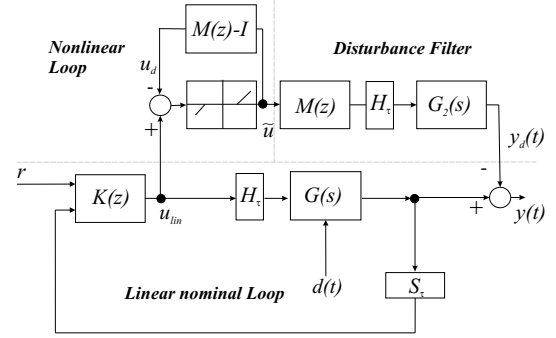 Nonlinear
Loop
M(z)-I
Disturbance Filter
u_d
-
+
ũ
M(z)
H_τ
G_2(s)
y_d(t)
r
K(z)
u_lin
H_τ
G(s)
-
+
y(t)
d(t)
S_τ
Linear nominal Loop